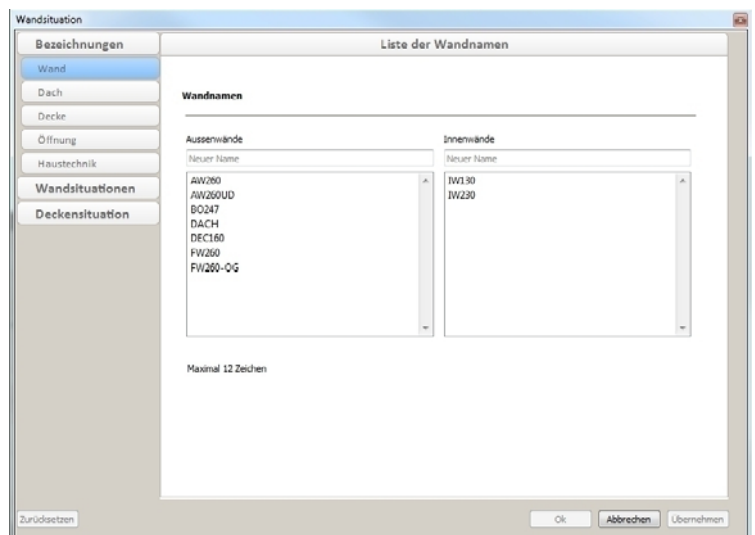 Wandsituation
Bezeichnungen
Liste der Wandnamen
Wand
Dach
Decke
Öffnung
Haustechnik
Wandsituationen
Deckensituation
Wandnamen
Aussenwände
Neuer Name
AW260
AW260UD
BO247
DACH
DEC160
FW260
FW260-OG
Innenwände
Neuer Name
IW130
IW230
Maximal 12 Zeichen
Zurücksetzen
Ok
Abbrechen
Übernehmen